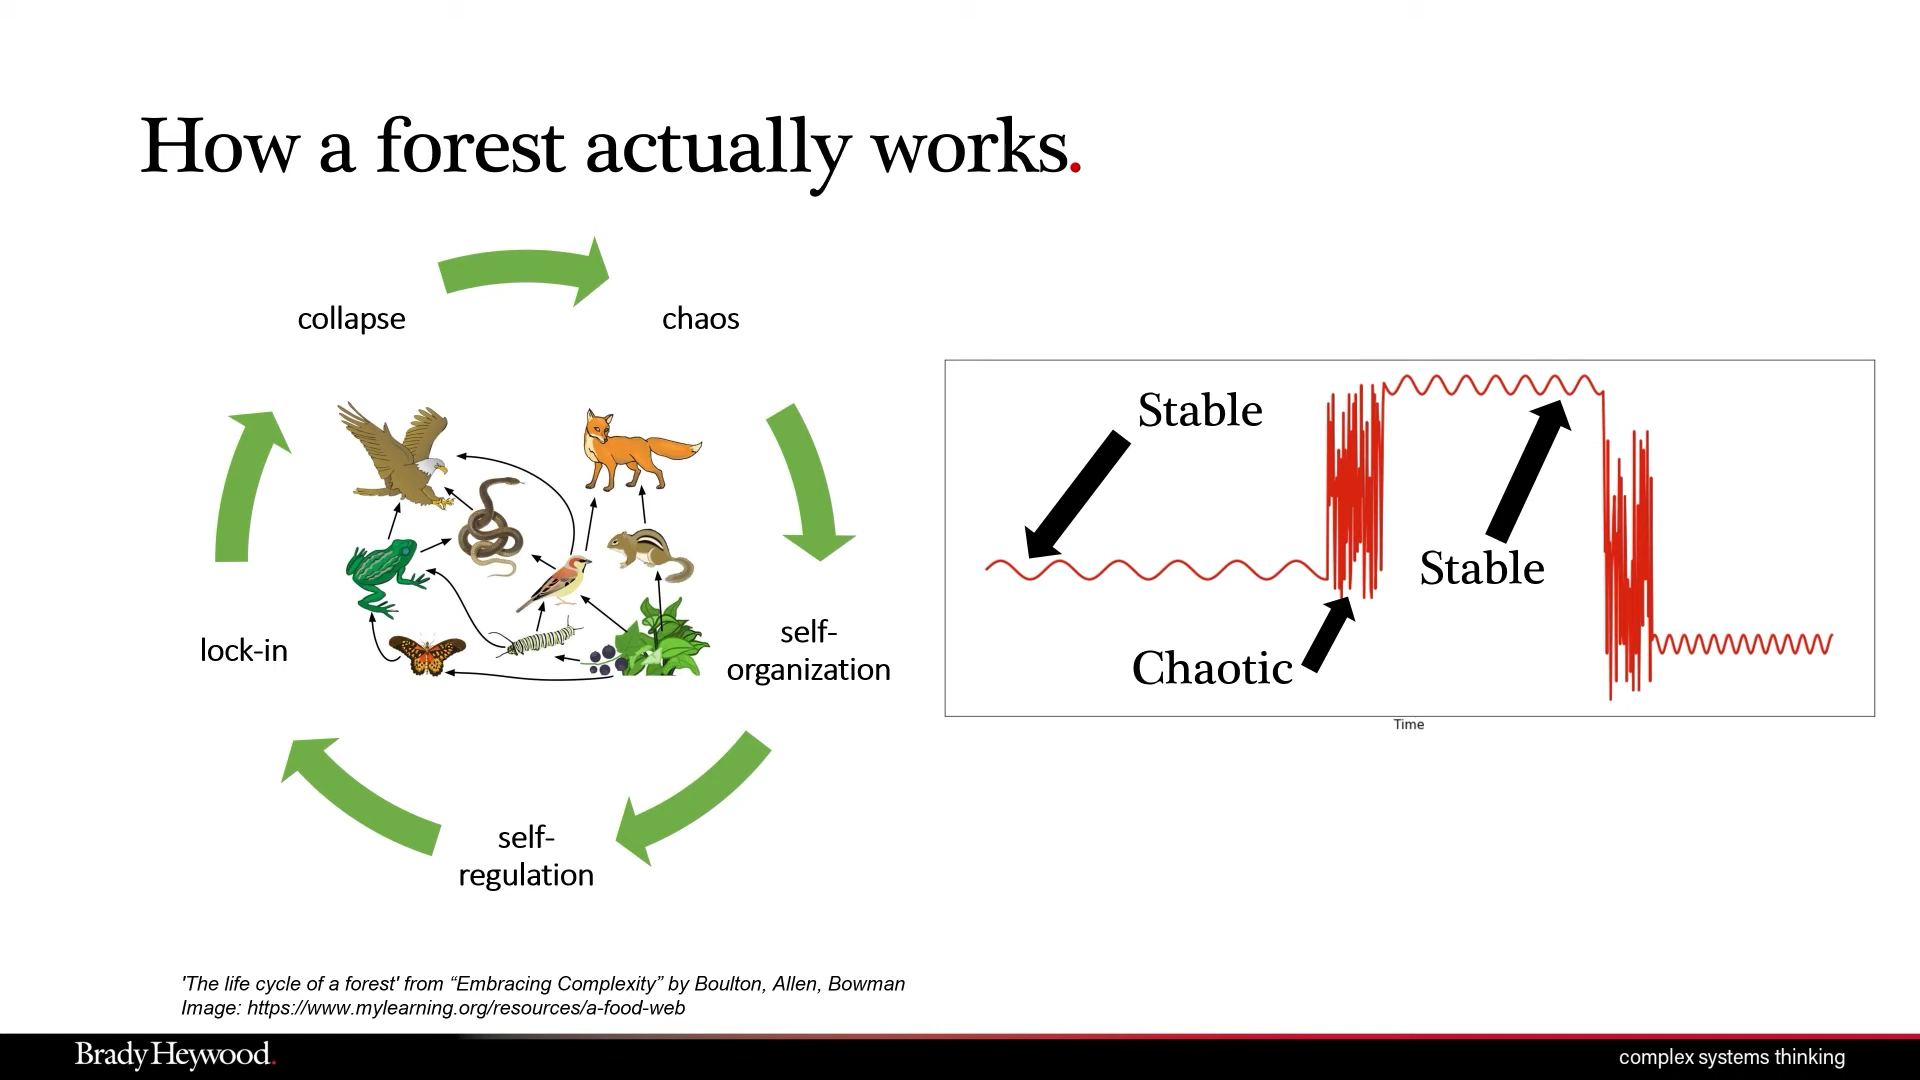 How a forest actually works.
collapse
chaos
lock-in
self-
organization
self-
regulation
Stable
Stable
Chaotic
Time
'The life cycle of a forest' from “Embracing Complexity” by Boulton, Allen, Bowman
Image: https://www.mylearning.org/resources/a-food-web
Brady Heywood.
complex systems thinking